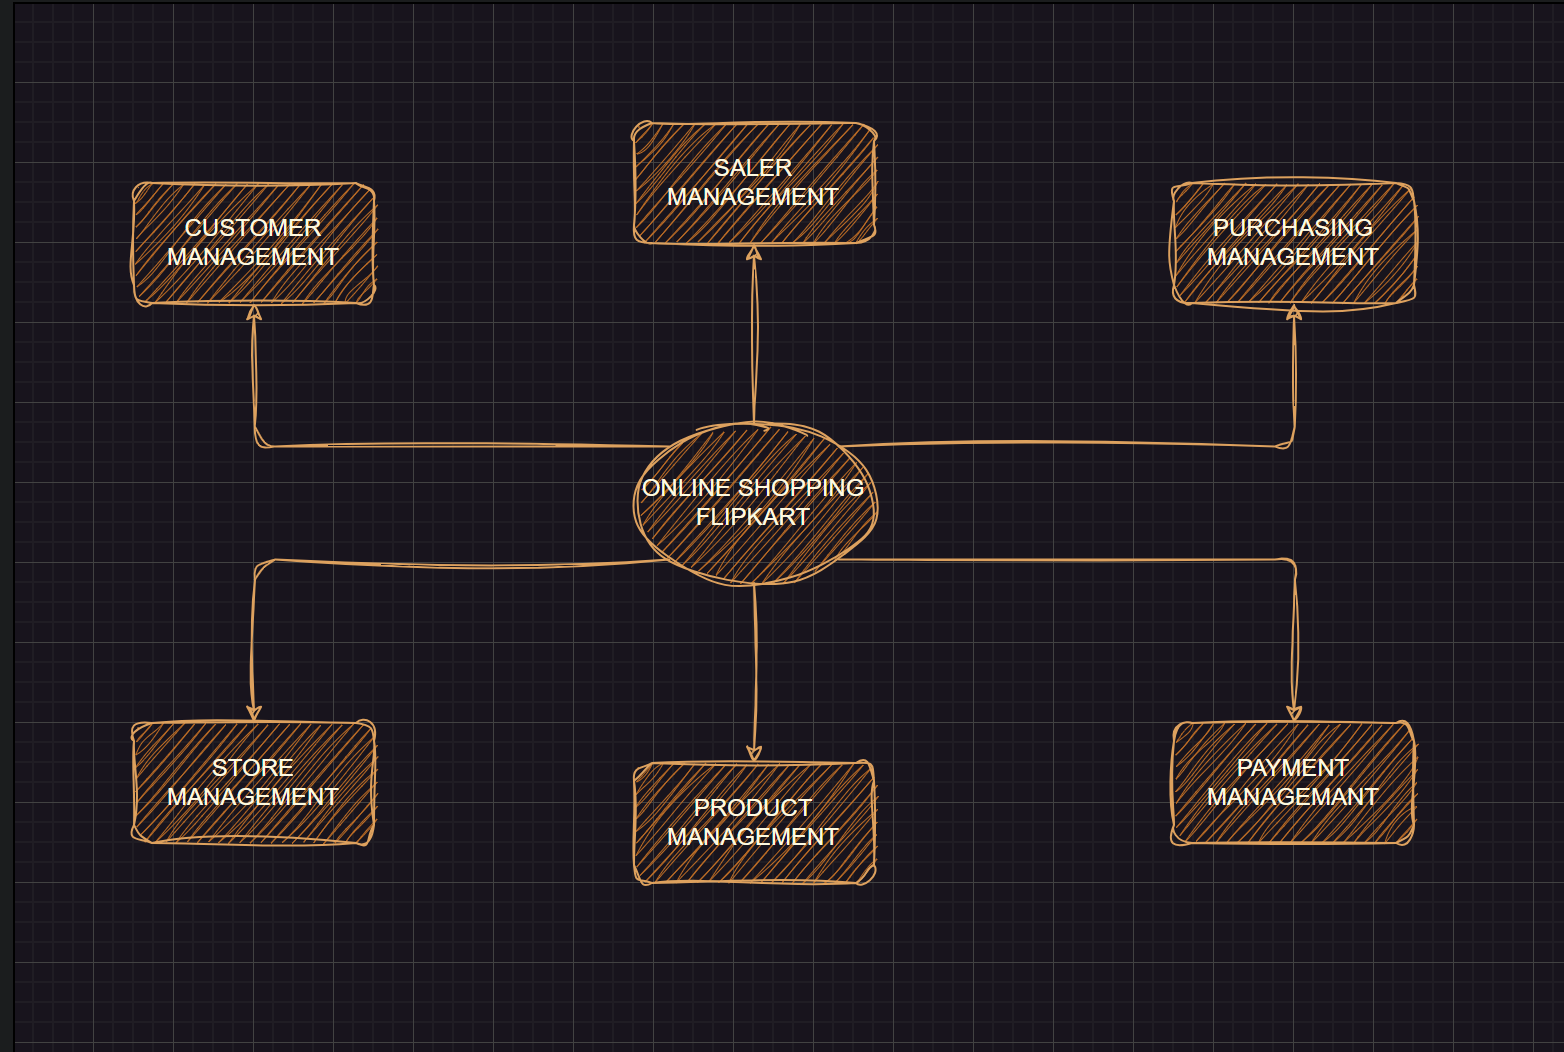 SALER
MANAGEMENT
CUSTOMER
MANAGEMENT
PURCHASING
MANAGEMENT
ONLINE SHOPPING
FLIPKART
STORE
MANAGEMENT
PRODUCT
MANAGEMENT
PAYMENT
MANAGEMANT